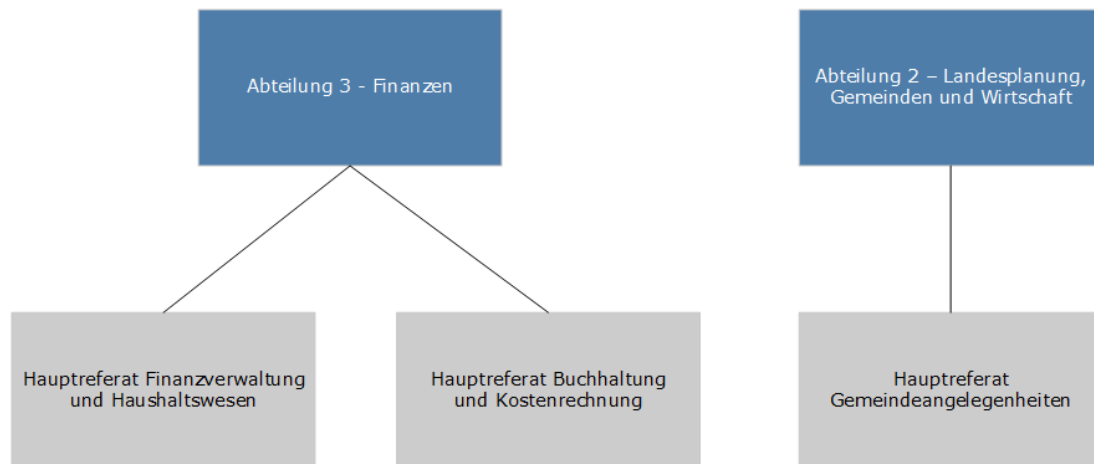 Abteilung 3 - Finanzen
Abteilung 2 – Landesplanung,
Gemeinden und Wirtschaft
Hauptreferat Finanzverwaltung
und Haushaltswesen
Hauptreferat Buchhaltung
und Kostenrechnung
Hauptreferat
Gemeindeangelegenheiten